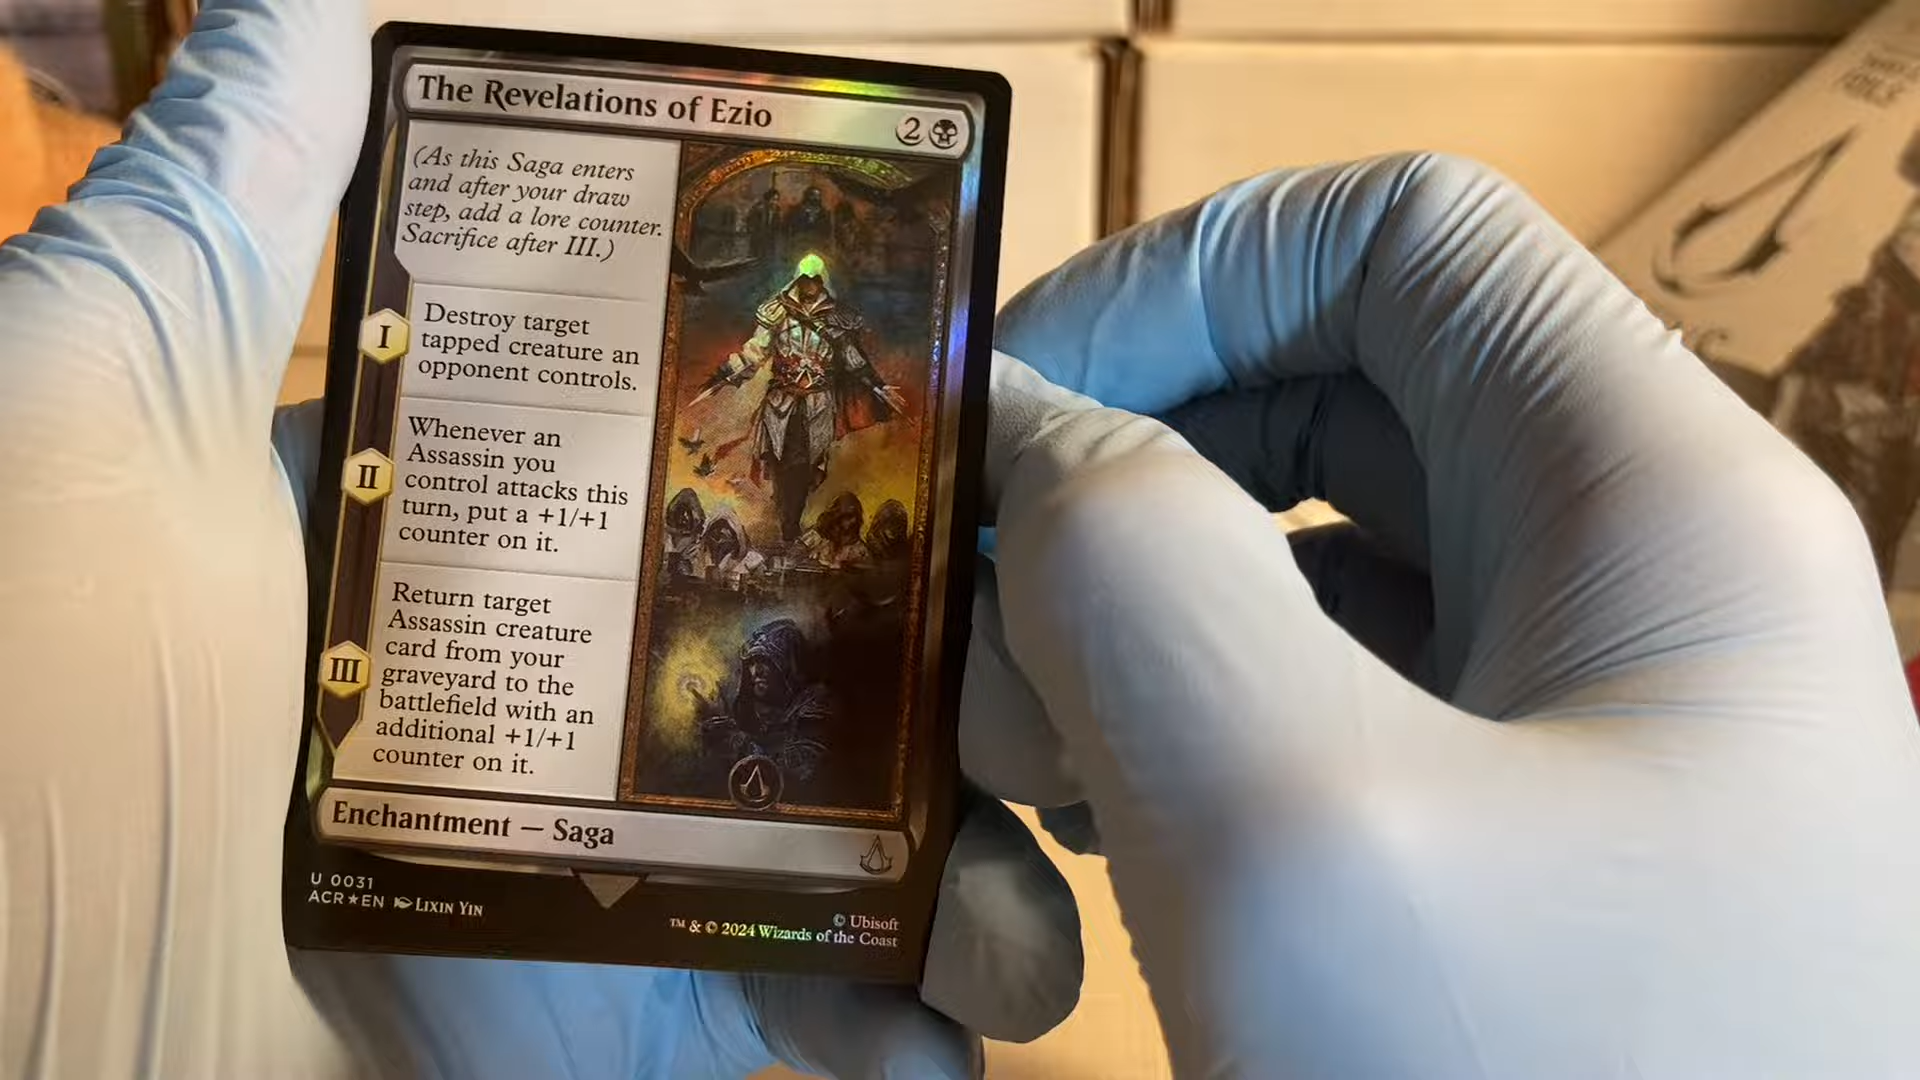 The Revelations of Ezio
2
(As this Saga enters
and after your draw
step, add a lore counter.
Sacrifice after III.)
I
Destroy target
tapped creature an
opponent controls.
II
Whenever an
Assassin you
control attacks this
turn, put a +1/+1
counter on it.
III
Return target
Assassin creature
card from your
graveyard to the
battlefield with an
additional +1/+1
counter on it.
Enchantment — Saga
U 0031
ACR★EN LIXIN YIN
© Ubisoft
™ & © 2024 Wizards of the Coast